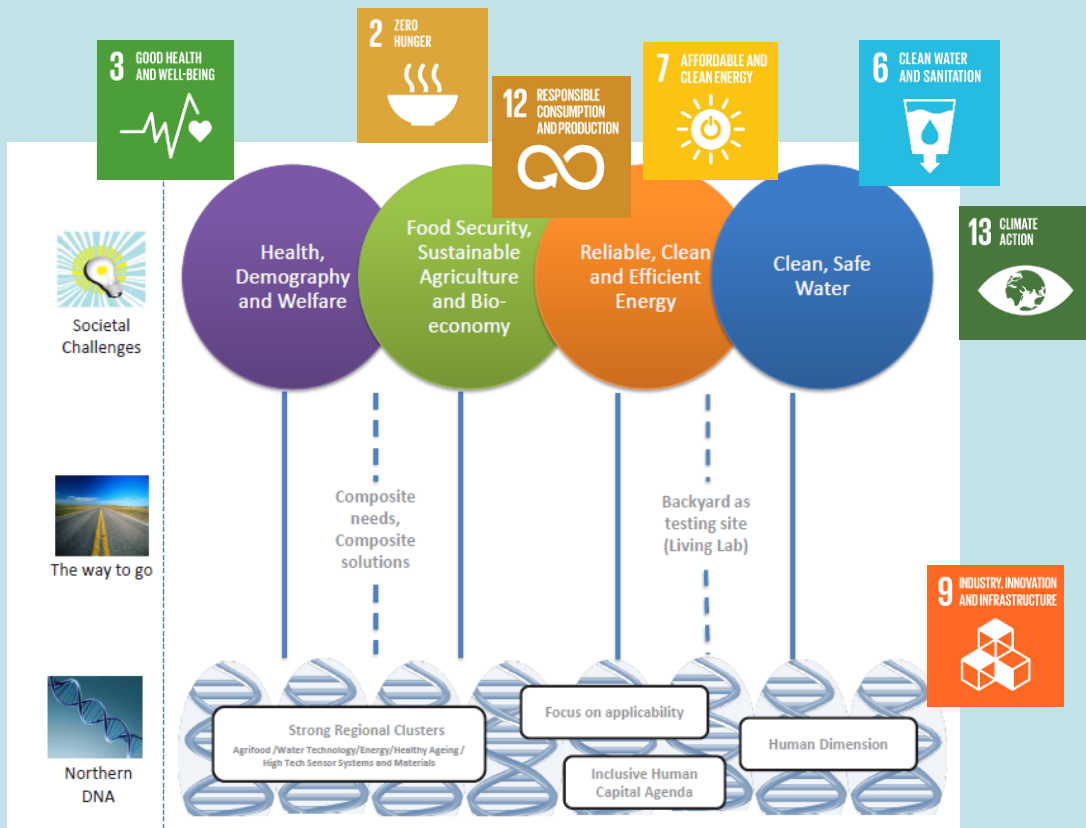 3 GOOD HEALTH
AND WELL-BEING
2 ZERO
HUNGER
12 RESPONSIBLE
CONSUMPTION
AND PRODUCTION
7 AFFORDABLE AND
CLEAN ENERGY
6 CLEAN WATER
AND SANITATION
13 CLIMATE
ACTION
Societal
Challenges
Health,
Demography
and Welfare
Food Security,
Sustainable
Agriculture
and Bio-
economy
Reliable, Clean
and Efficient
Energy
Clean, Safe
Water
The way to go
Composite
needs,
Composite
solutions
Backyard as
testing site
(Living Lab)
9 INDUSTRY, INNOVATION
AND INFRASTRUCTURE
Northern
DNA
Strong Regional Clusters
Agrifood /Water Technology/Energy/Healthy Ageing /
High Tech Sensor Systems and Materials
Focus on applicability
Inclusive Human
Capital Agenda
Human Dimension